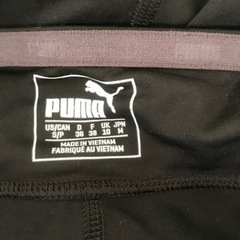 PUMA
US/CAN D F UK JPN
S/P 36 38 10 M
MADE IN VIETNAM
FABRIQUÉ AU VIETNAM